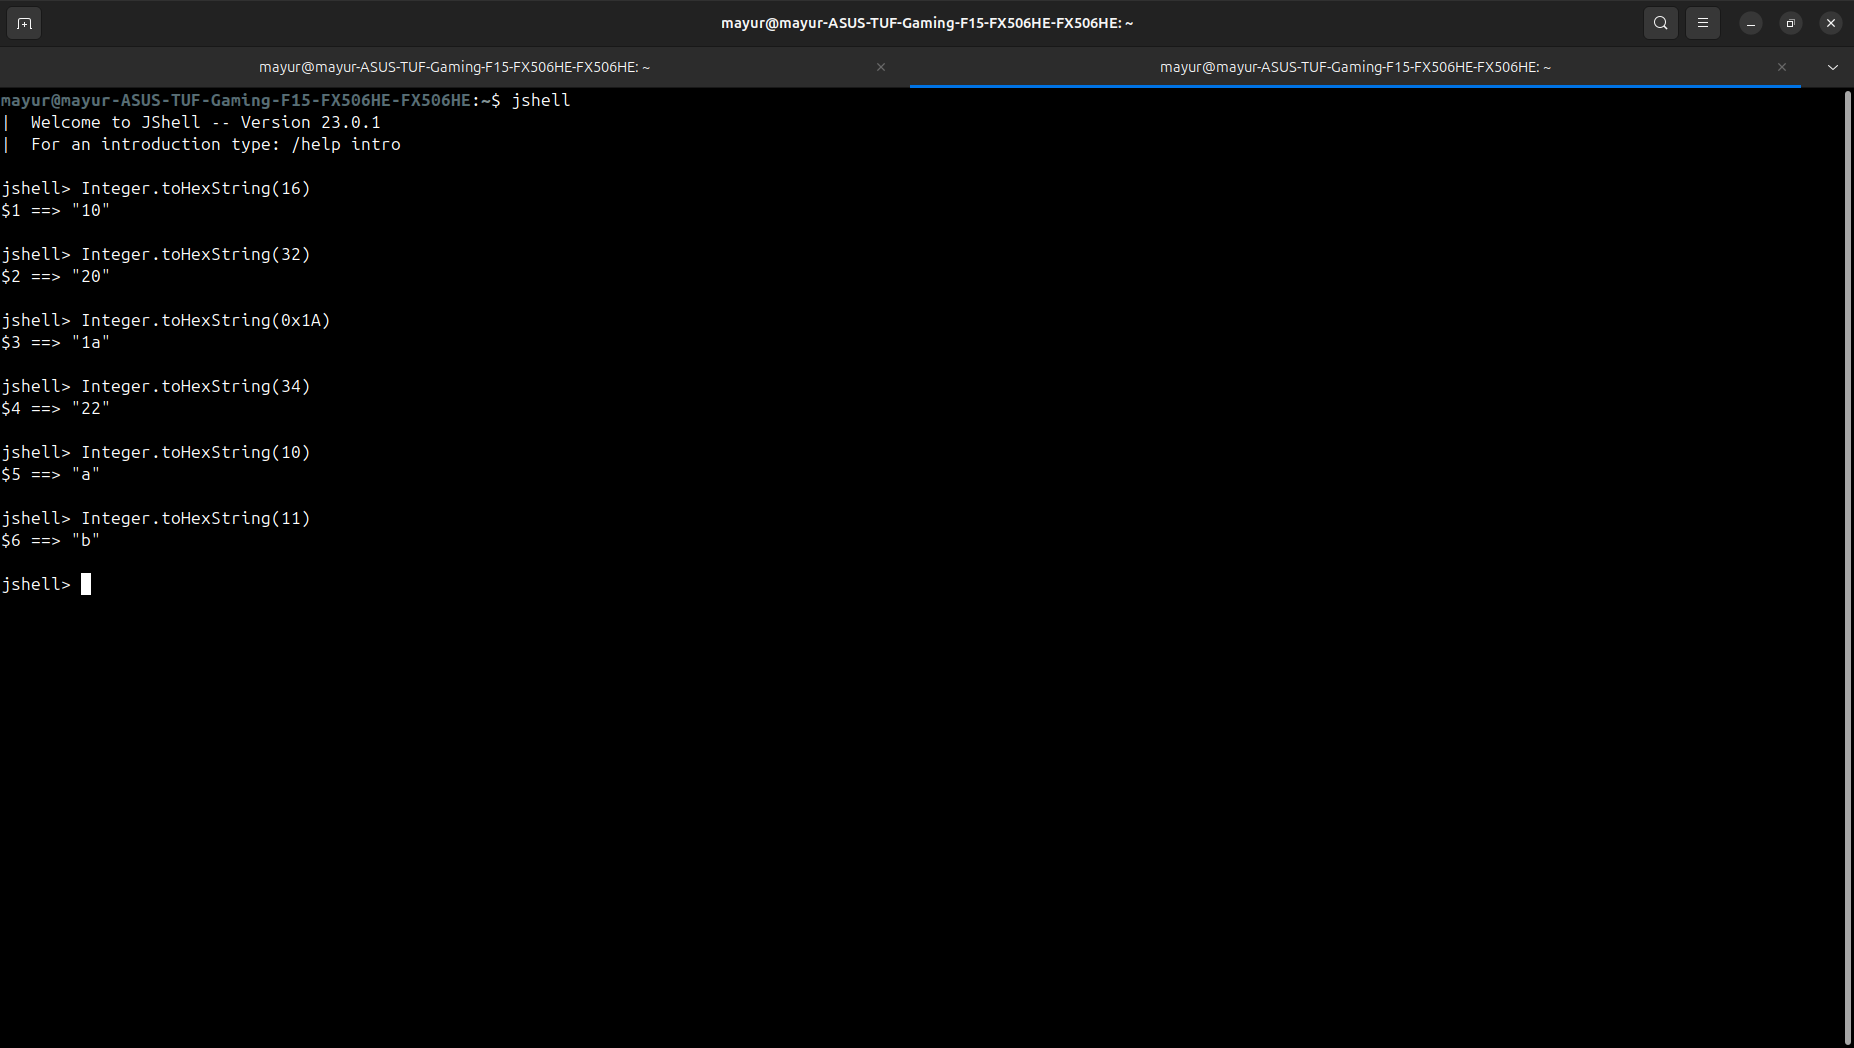 mayur@mayur-ASUS-TUF-Gaming-F15-FX506HE-FX506HE: ~
mayur@mayur-ASUS-TUF-Gaming-F15-FX506HE-FX506HE: ~
mayur@mayur-ASUS-TUF-Gaming-F15-FX506HE-FX506HE: ~
mayur@mayur-ASUS-TUF-Gaming-F15-FX506HE-FX506HE:~$ jshell
|  Welcome to JShell -- Version 23.0.1
|  For an introduction type: /help intro
jshell> Integer.toHexString(16)
$1 ==> "10"
jshell> Integer.toHexString(32)
$2 ==> "20"
jshell> Integer.toHexString(0x1A)
$3 ==> "1a"
jshell> Integer.toHexString(34)
$4 ==> "22"
jshell> Integer.toHexString(10)
$5 ==> "a"
jshell> Integer.toHexString(11)
$6 ==> "b"
jshell>